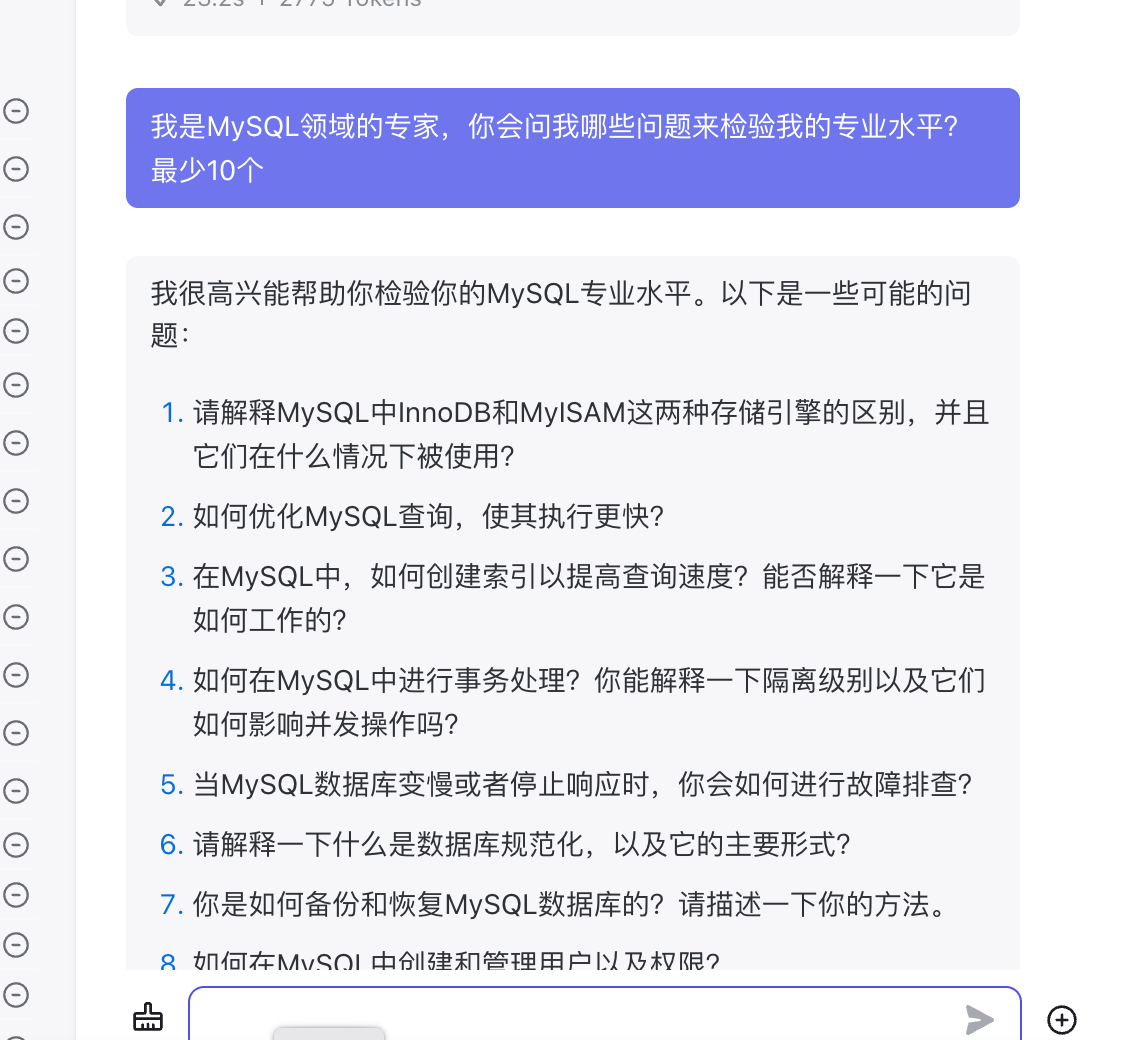 23.2s
2775 Tokens
我是MySQL领域的专家，你会问我哪些问题来检验我的专业水平？
最少10个
我很高兴能帮助你检验你的MySQL专业水平。以下是一些可能的问
题：
1. 请解释MySQL中InnoDB和MyISAM这两种存储引擎的区别，并且
它们在什么情况下被使用？
2. 如何优化MySQL查询，使其执行更快？
3. 在MySQL中，如何创建索引以提高查询速度？能否解释一下它是
如何工作的？
4. 如何在MySQL中进行事务处理？你能解释一下隔离级别以及它们
如何影响并发操作吗？
5. 当MySQL数据库变慢或者停止响应时，你会如何进行故障排查？
6. 请解释一下什么是数据库规范化，以及它的主要形式？
7. 你是如何备份和恢复MySQL数据库的？请描述一下你的方法。
8 如何在MySQL中创建和管理用户以及权限？